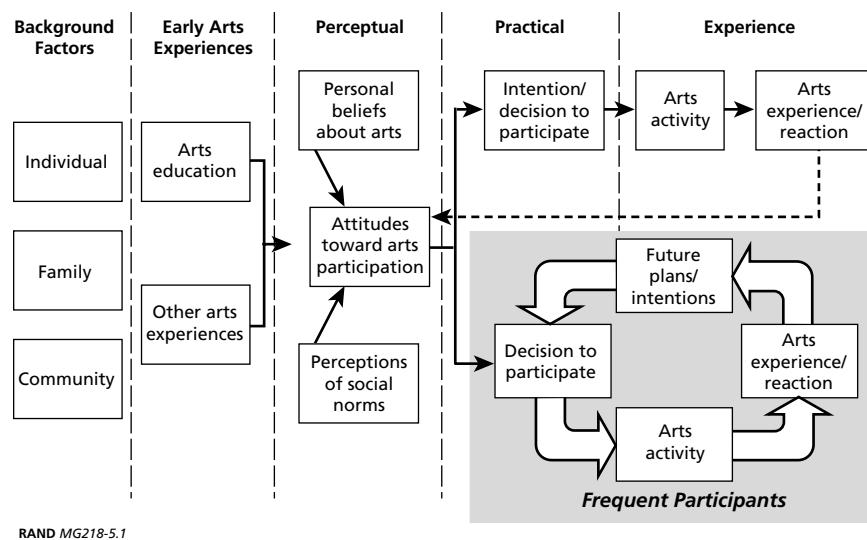 Background
Factors
Early Arts
Experiences
Perceptual
Practical
Experience
Individual
Family
Community
Arts
education
Other arts
experiences
Personal
beliefs
about arts
Attitudes
toward arts
participation
Perceptions
of social
norms
Intention/
decision to
participate
Arts
activity
Arts
experience/
reaction
Future
plans/
intentions
Decision to
participate
Arts
experience/
reaction
Arts
activity
Frequent Participants
RAND MG218-5.1